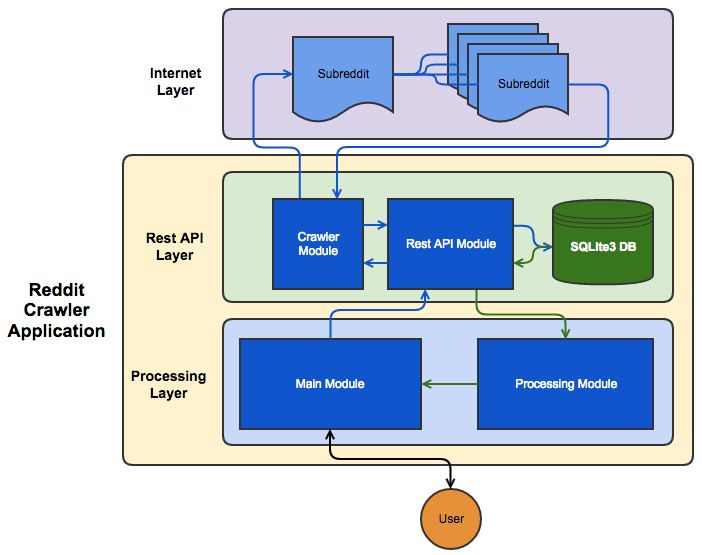 Internet
Layer
Subreddit
Subreddit
Rest API
Layer
Crawler
Module
Rest API Module
SQLite3 DB
Reddit
Crawler
Application
Processing
Layer
Main Module
Processing Module
User